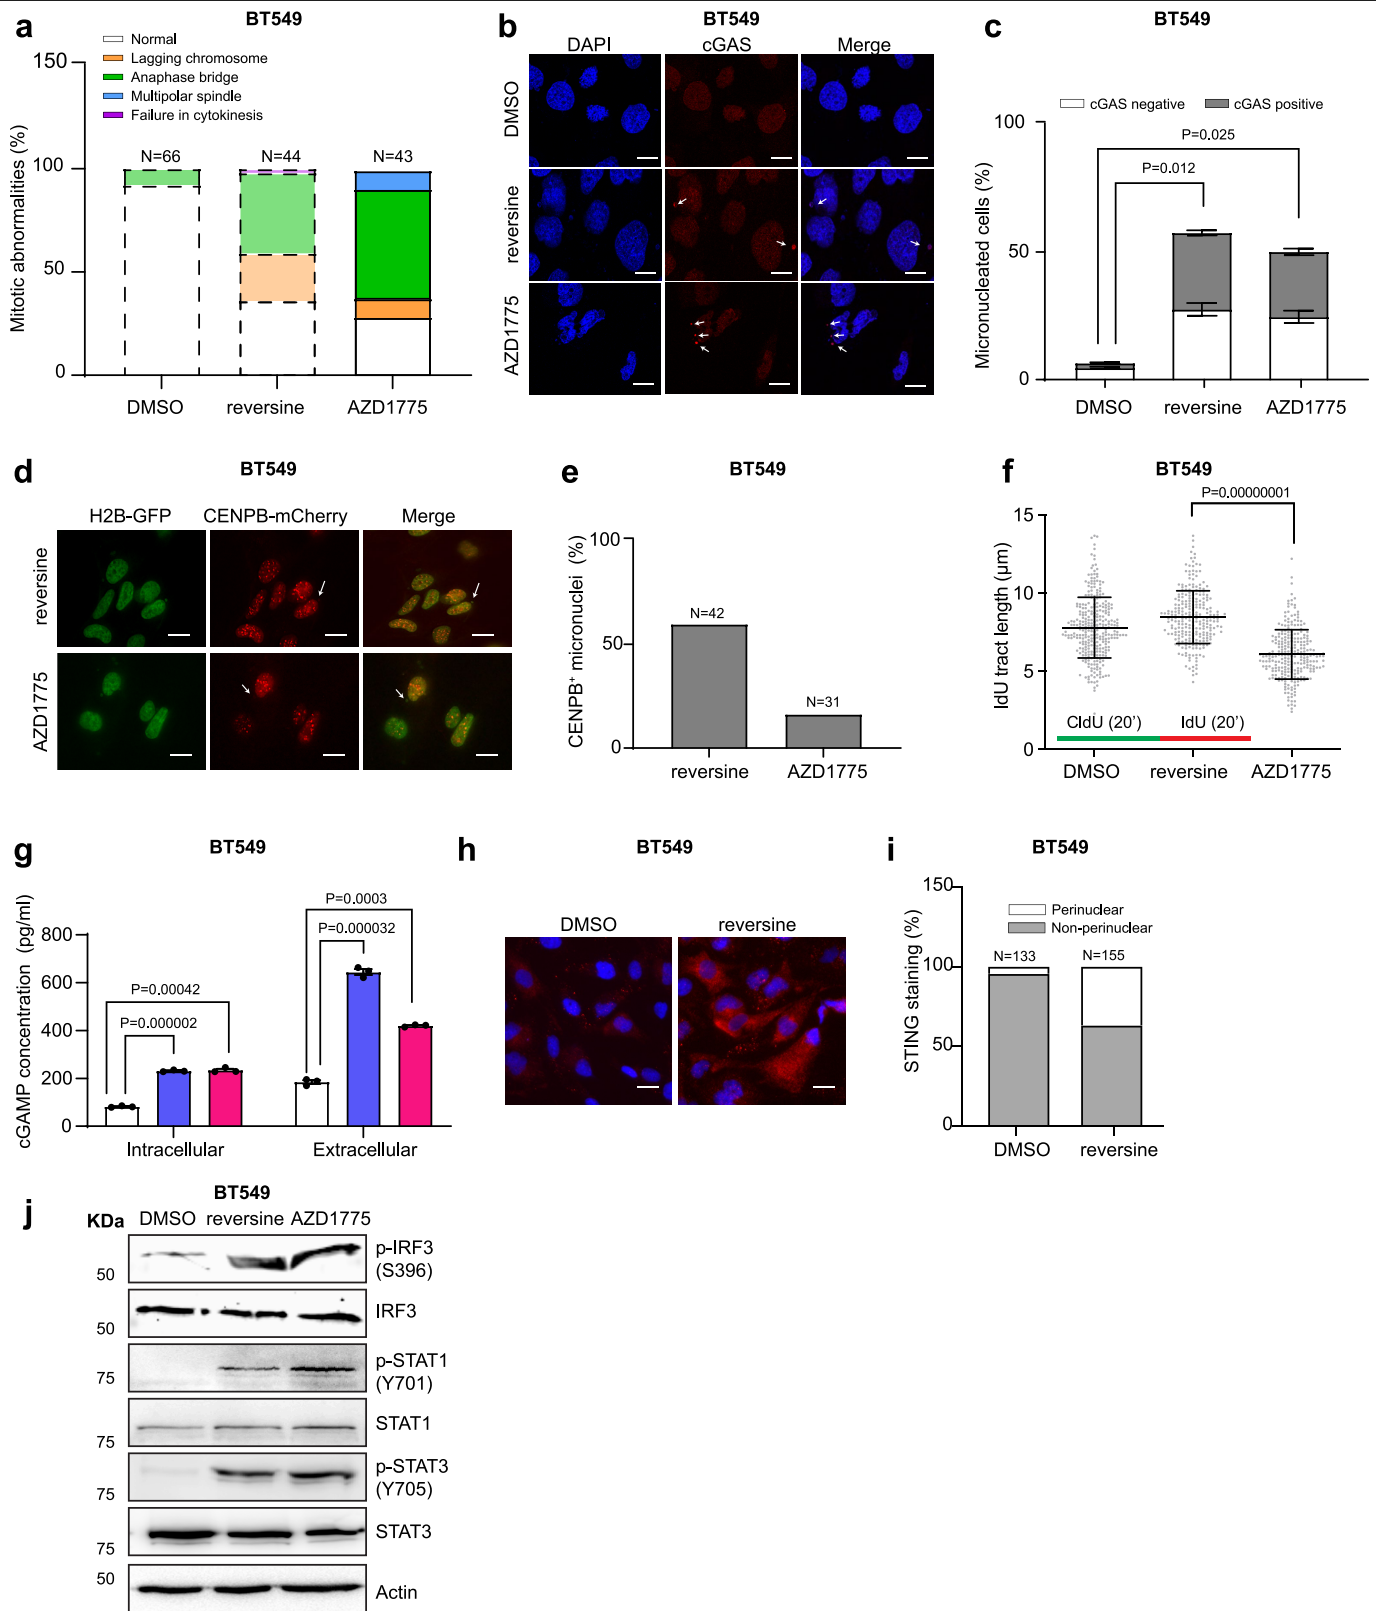 a
BT549
Normal
Lagging chromosome
Anaphase bridge
Multipolar spindle
Failure in cytokinesis
Mitotic abnormalities (%)
150
100
50
0
N=66
N=44
N=43
DMSO
reversine
AZD1775
b
BT549
DAPI
cGAS
Merge
DMSO
reversine
AZD1775
c
BT549
cGAS negative
cGAS positive
Micronucleated cells (%)
100
50
0
P=0.025
P=0.012
DMSO
reversine
AZD1775
d
BT549
H2B-GFP
CENPB-mCherry
Merge
reversine
AZD1775
e
BT549
CENPB⁺ micronuclei (%)
100
50
0
N=42
N=31
reversine
AZD1775
f
BT549
P=0.00000001
IdU tract length (μm)
15
10
5
0
CldU (20')
IdU (20')
DMSO
reversine
AZD1775
g
BT549
cGAMP concentration (pg/ml)
800
600
400
200
0
P=0.0003
P=0.000032
P=0.00042
P=0.000002
Intracellular
Extracellular
h
BT549
DMSO
reversine
i
BT549
STING staining (%)
150
100
50
0
Perinuclear
Non-perinuclear
N=133
N=155
DMSO
reversine
j
BT549
KDa
DMSO
reversine
AZD1775
50
p-IRF3
(S396)
50
IRF3
75
p-STAT1
(Y701)
75
STAT1
75
p-STAT3
(Y705)
75
STAT3
50
Actin